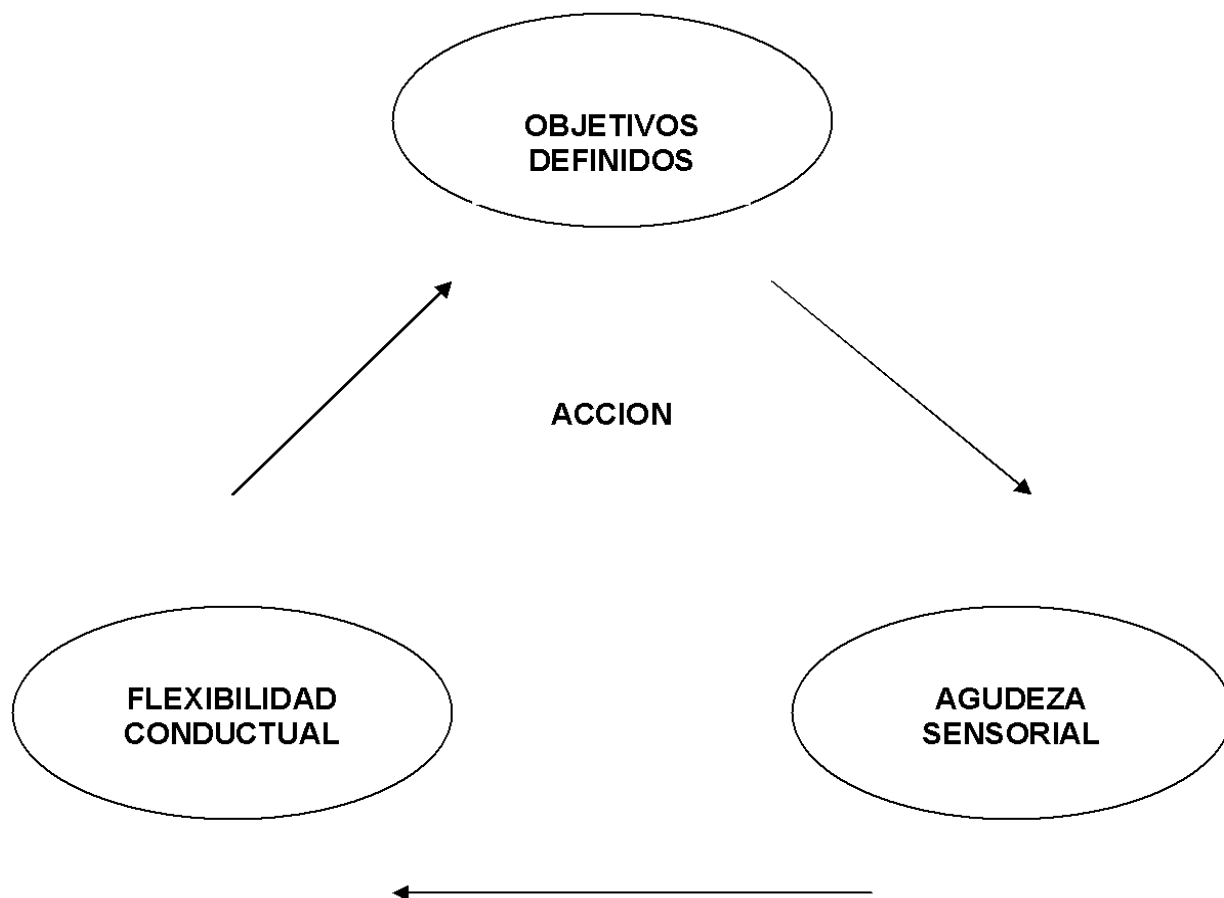 OBJETIVOS
DEFINIDOS
ACCION
FLEXIBILIDAD
CONDUCTUAL
AGUDEZA
SENSORIAL